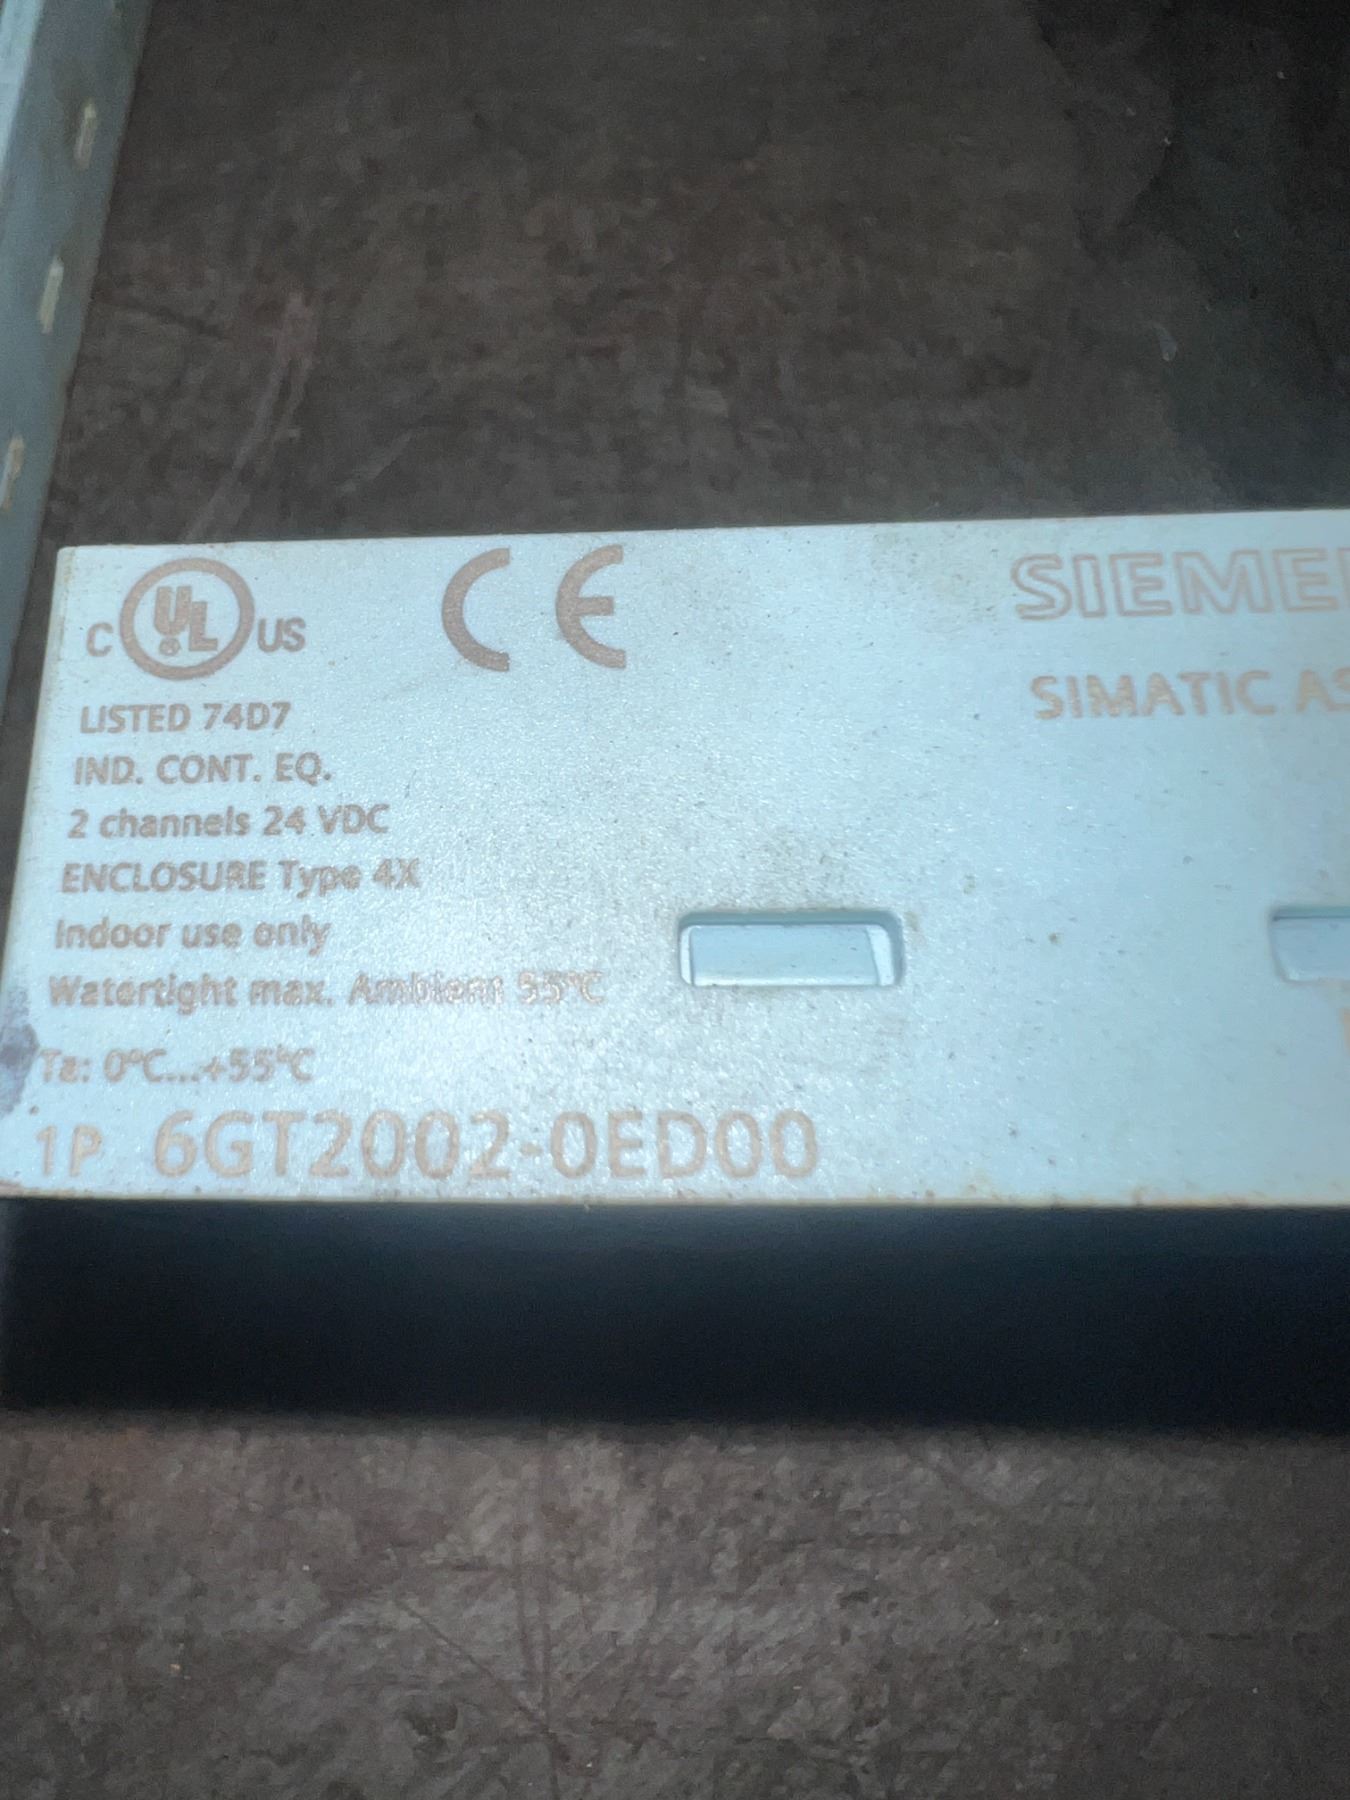 C UL US
CE
SIEME
SIMATIC AS
LISTED 74D7
IND. CONT. EQ.
2 channels 24 VDC
ENCLOSURE Type 4X
Indoor use only
Watertight max. Ambient 55°C
Ta: 0°C...+55°C
1P 6GT2002-0ED00